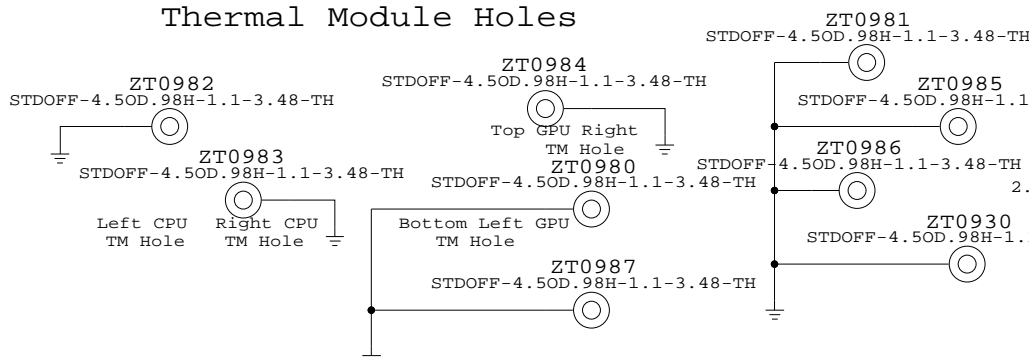 Thermal Module Holes
ZT0981
STDOFF-4.5OD.98H-1.1-3.48-TH
ZT0982
STDOFF-4.5OD.98H-1.1-3.48-TH
ZT0984
STDOFF-4.5OD.98H-1.1-3.48-TH
Top GPU Right
TM Hole
ZT0985
STDOFF-4.5OD.98H-1.1
ZT0983
STDOFF-4.5OD.98H-1.1-3.48-TH
Left CPU
TM Hole
Right CPU
TM Hole
ZT0980
STDOFF-4.5OD.98H-1.1-3.48-TH
Bottom Left GPU
TM Hole
ZT0986
STDOFF-4.5OD.98H-1.1-3.48-TH
2.
ZT0930
STDOFF-4.5OD.98H-1.
ZT0987
STDOFF-4.5OD.98H-1.1-3.48-TH